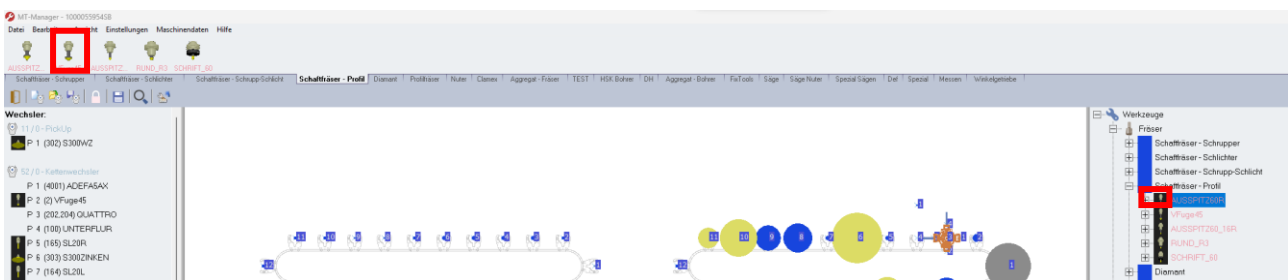 MT-Manager - 100005595458
Datei Bearbeiten Ansicht Einstellungen Maschinendaten Hilfe
AUSSPITZ... VFuge45 AUSSPITZ... RUND_R3 SCHRIFT_60
Schaftfräser - Schrupper Schaftfräser - Schlichter Schaftfräser - Schrupp-Schlicht Schaftfräser - Profil Diamant Profilfräser Nuter Clamex Aggregat - Fräser TEST HSK Bohrer DH Aggregat - Bohrer FixTools Säge Säge Nuter Spezial Sägen Def Spezial Messen Winkelgetriebe
Wechsler:
11 / 0 - PickUp
P 1 (302) S300WZ
52 / 0 - Kettenwechsler
P 1 (4001) ADEFA5AX
P 2 (2) VFuge45
P 3 (202,204) QUATTRO
P 4 (100) UNTERFLUR
P 5 (165) SL20R
P 6 (303) S300ZINKEN
P 7 (164) SL20L
Werkzeuge
Fräser
Schaftfräser - Schrupper
Schaftfräser - Schlichter
Schaftfräser - Schrupp-Schlicht
Schaftfräser - Profil
AUSSPITZ60R
VFuge45
AUSSPITZ60_16R
RUND_R3
SCHRIFT_60
Diamant